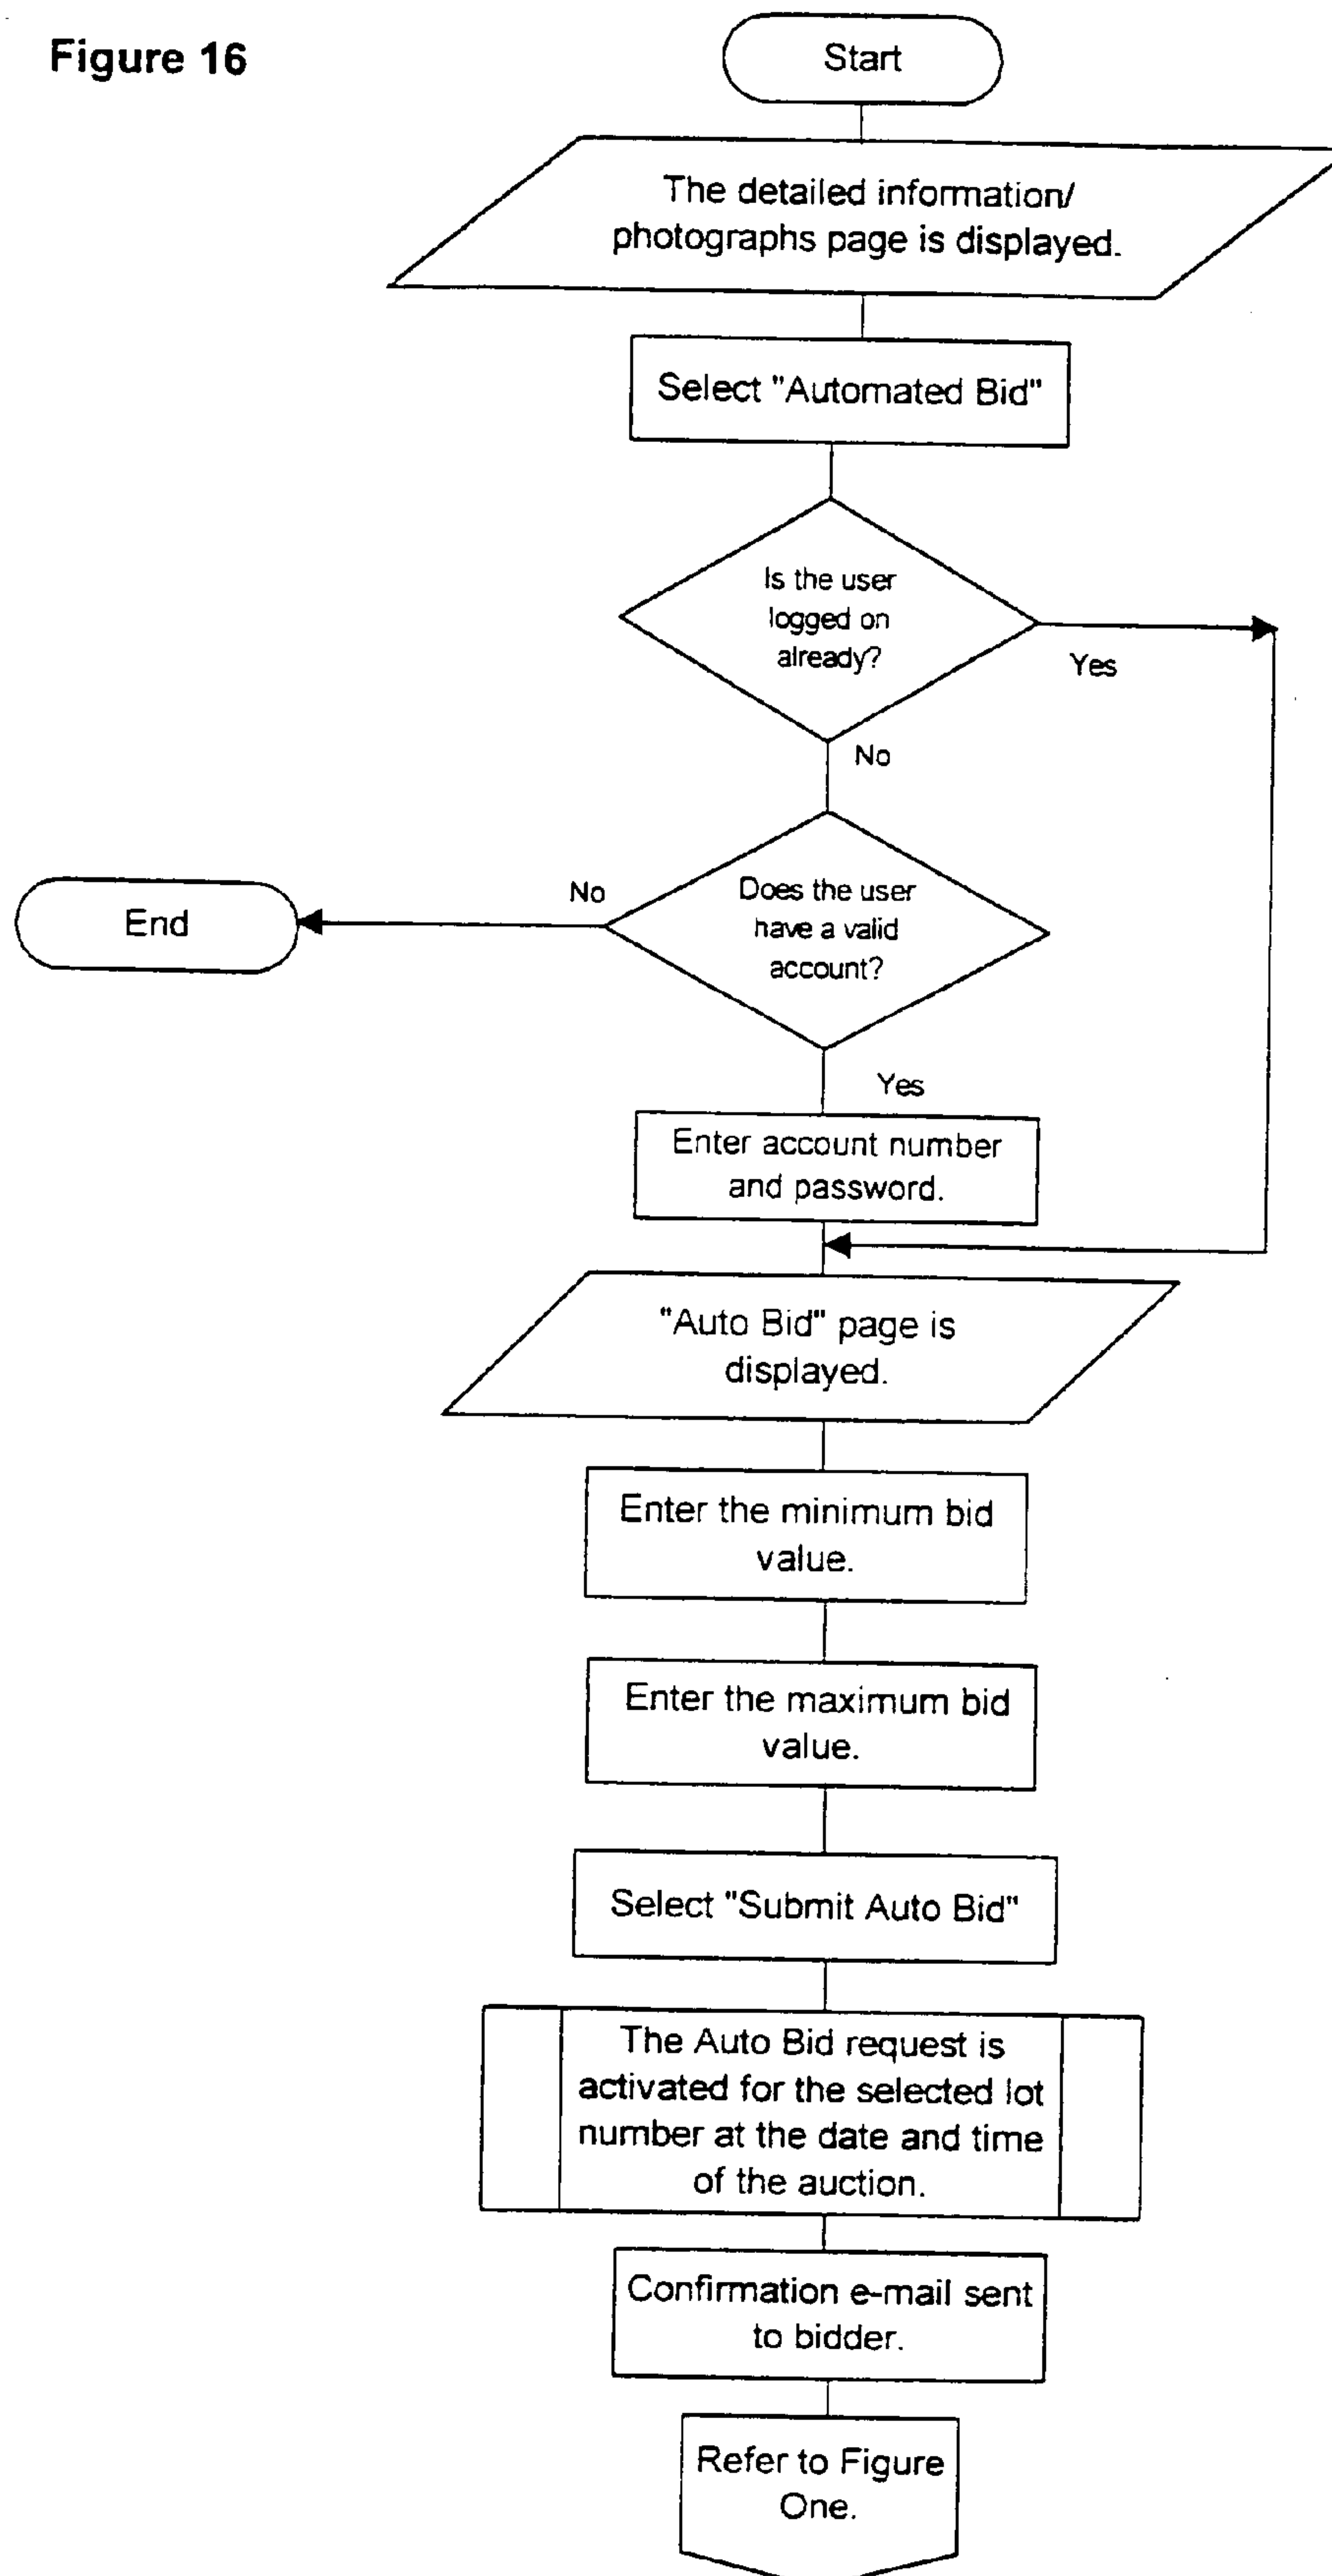 Figure 16
Start
The detailed information/
photographs page is displayed.
Select "Automated Bid"
Is the user
logged on
already?
Yes
No
Does the user
have a valid
account?
No
End
Yes
Enter account number
and password.
"Auto Bid" page is
displayed.
Enter the minimum bid
value.
Enter the maximum bid
value.
Select "Submit Auto Bid"
The Auto Bid request is
activated for the selected lot
number at the date and time
of the auction.
Confirmation e-mail sent
to bidder.
Refer to Figure
One.